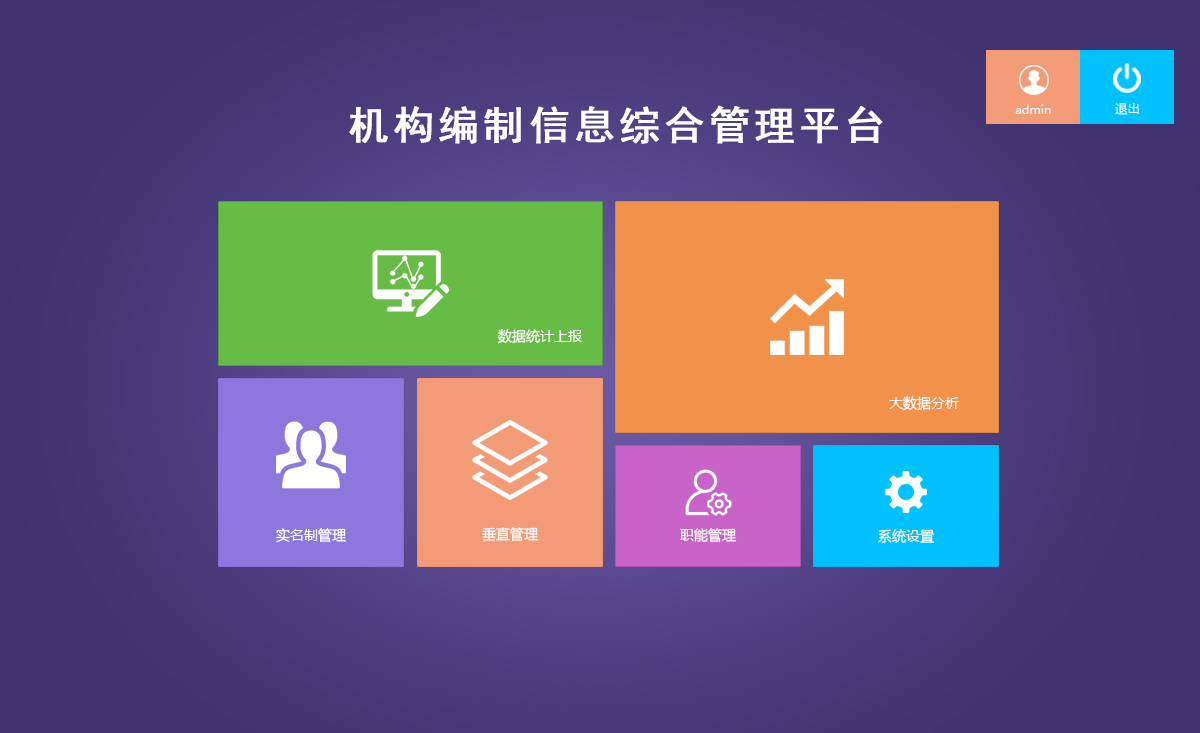 admin
退出
机构编制信息综合管理平台
数据统计上报
大数据分析
实名制管理
垂直管理
职能管理
系统设置